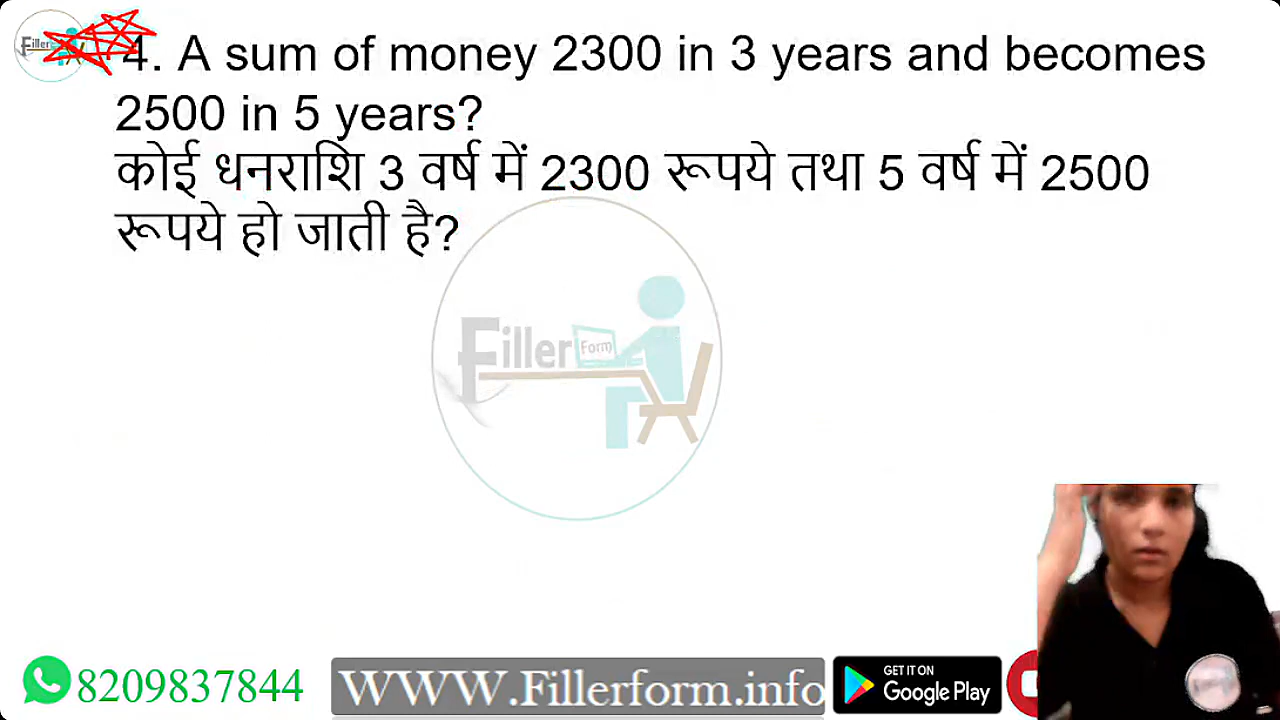 Filler
4. A sum of money 2300 in 3 years and becomes
2500 in 5 years?
कोई धनराशि 3 वर्ष में 2300 रूपये तथा 5 वर्ष में 2500
रूपये हो जाती है?
Filler Form
8209837844
WWW.Fillerform.info
GET IT ON
Google Play